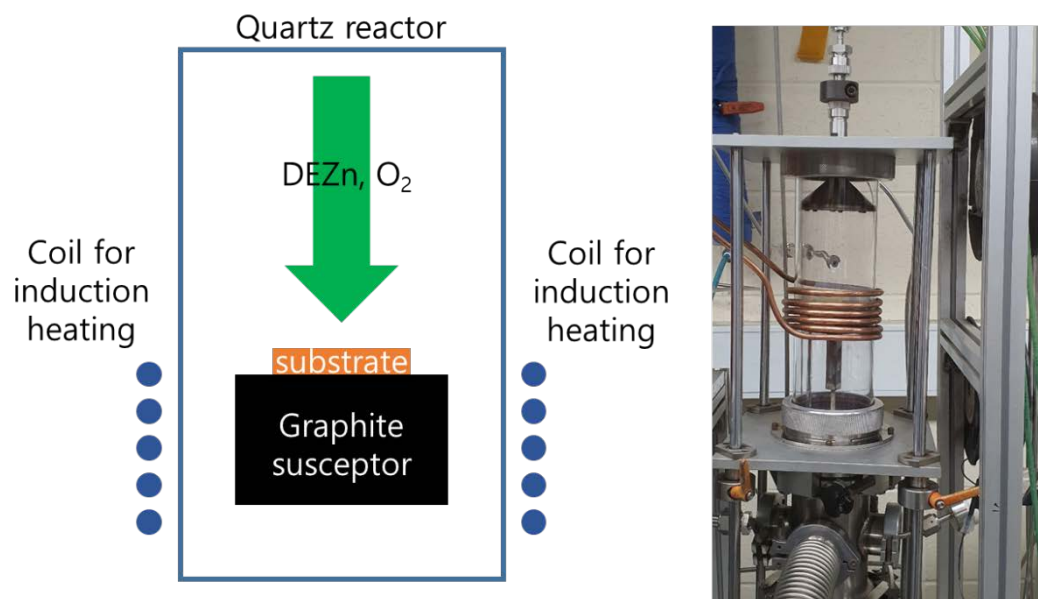 Quartz reactor
DEZn, O₂
Coil for
induction
heating
Coil for
induction
heating
substrate
Graphite
susceptor